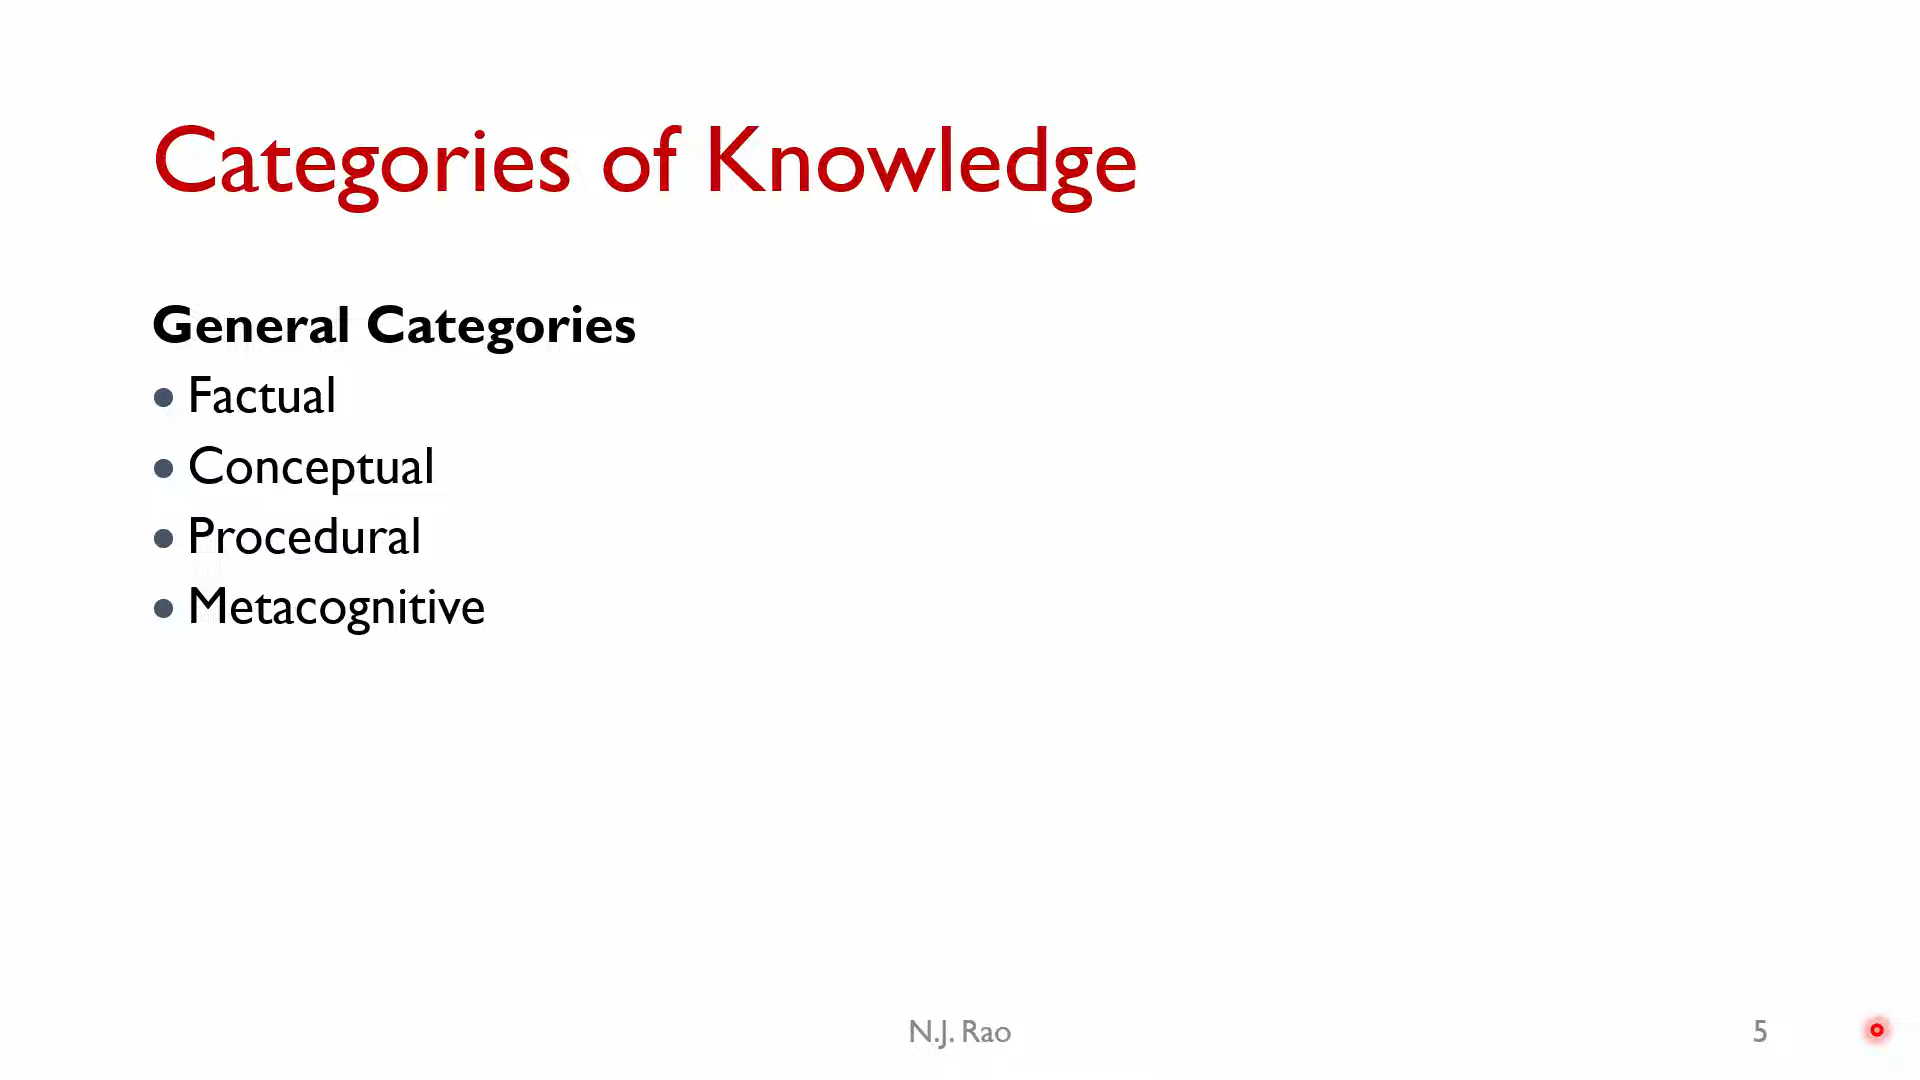 Categories of Knowledge
General Categories
• Factual
• Conceptual
• Procedural
• Metacognitive
N.J. Rao
5